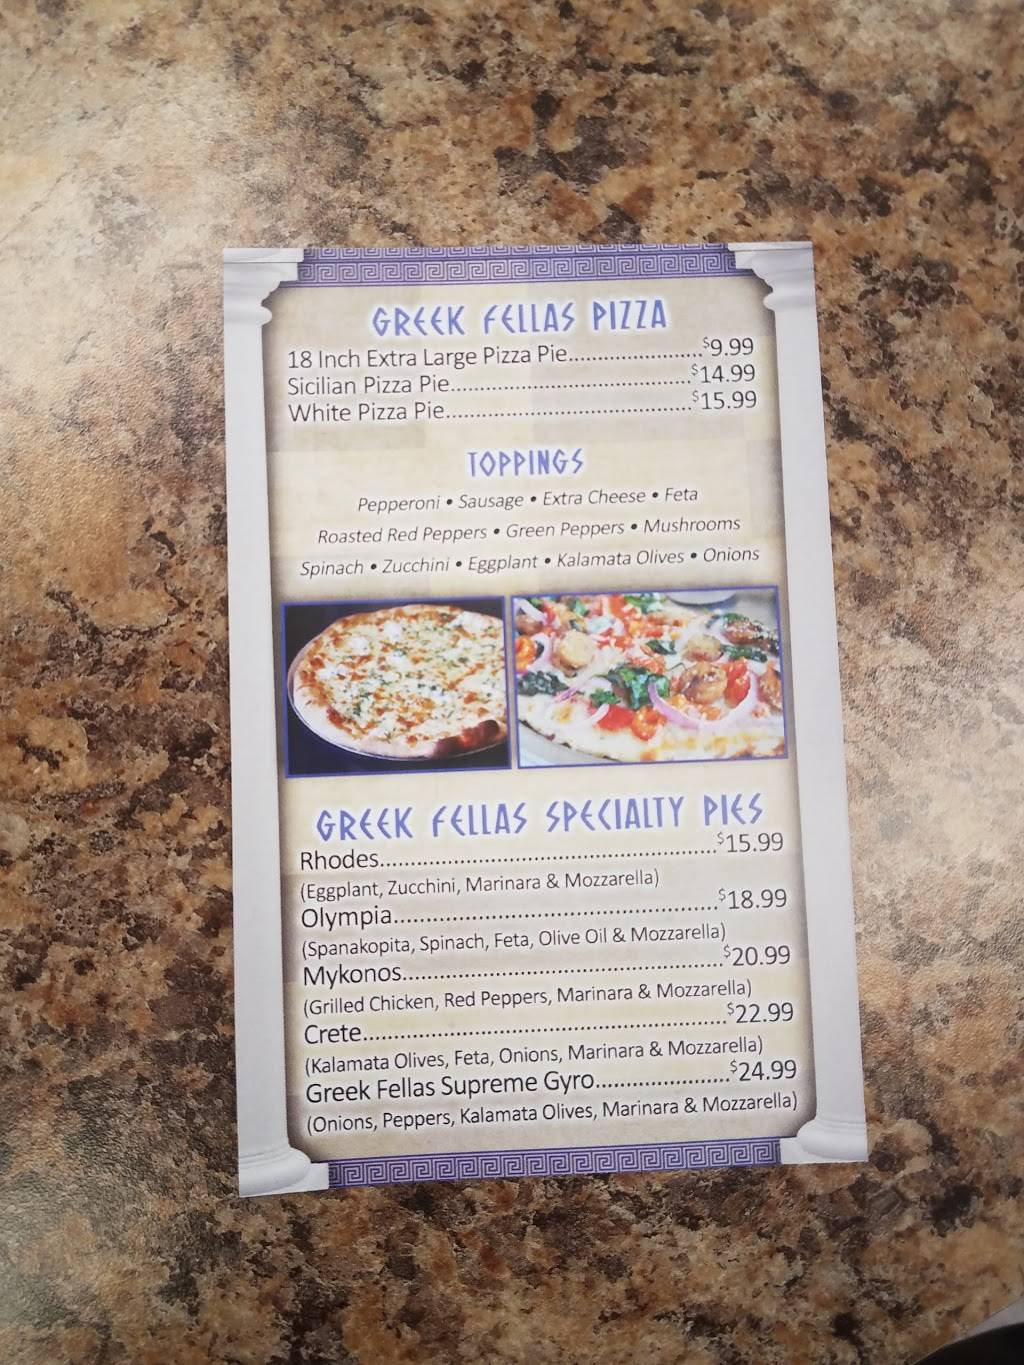 GREEK FELLAS PIZZA
18 Inch Extra Large Pizza Pie......................$9.99
Sicilian Pizza Pie........................................$14.99
White Pizza Pie.........................................$15.99
TOPPINGS
Pepperoni • Sausage • Extra Cheese • Feta
Roasted Red Peppers • Green Peppers • Mushrooms
Spinach • Zucchini • Eggplant • Kalamata Olives • Onions
GREEK FELLAS SPECIALTY PIES
Rhodes.......................................................$15.99
(Eggplant, Zucchini, Marinara & Mozzarella)
Olympia.....................................................$18.99
(Spanakopita, Spinach, Feta, Olive Oil & Mozzarella)
Mykonos....................................................$20.99
(Grilled Chicken, Red Peppers, Marinara & Mozzarella)
Crete...........................................................$22.99
(Kalamata Olives, Feta, Onions, Marinara & Mozzarella)
Greek Fellas Supreme Gyro......................$24.99
(Onions, Peppers, Kalamata Olives, Marinara & Mozzarella)